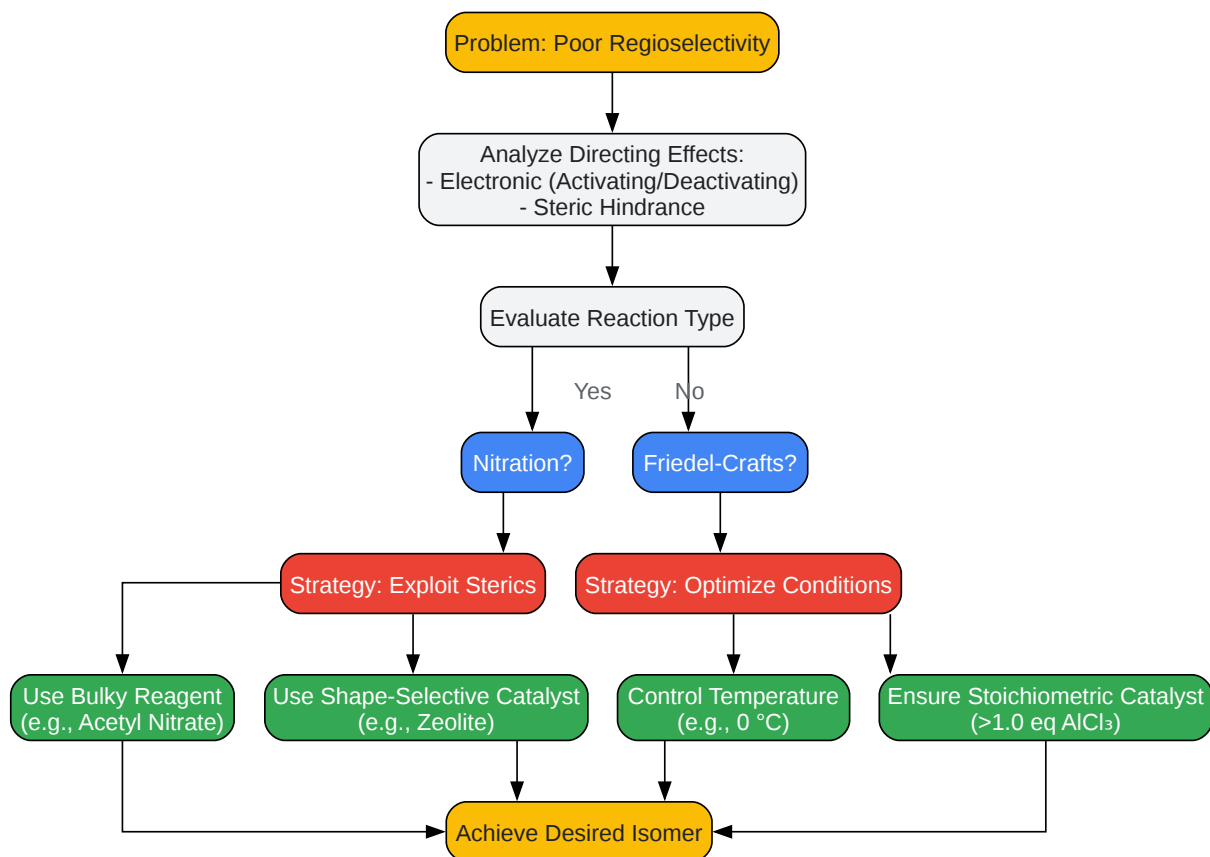 Problem: Poor Regioselectivity
Analyze Directing Effects:
- Electronic (Activating/Deactivating)
- Steric Hindrance
Evaluate Reaction Type
Yes
No
Nitration?
Friedel-Crafts?
Strategy: Exploit Sterics
Strategy: Optimize Conditions
Use Bulky Reagent
(e.g., Acetyl Nitrate)
Use Shape-Selective Catalyst
(e.g., Zeolite)
Control Temperature
(e.g., 0 °C)
Ensure Stoichiometric Catalyst
(>1.0 eq AlCl₃)
Achieve Desired Isomer